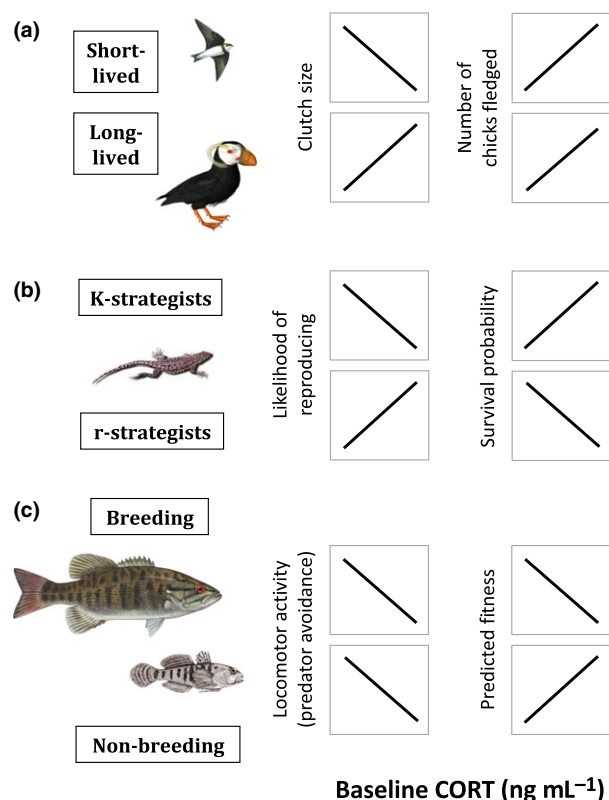 (a)
Short-
lived
Long-
lived
Clutch size
Number of
chicks fledged
(b)
K-strategists
r-strategists
Likelihood of
reproducing
Survival probability
(c)
Breeding
Non-breeding
Locomotor activity
(predator avoidance)
Predicted fitness
Baseline CORT (ng mL⁻¹)